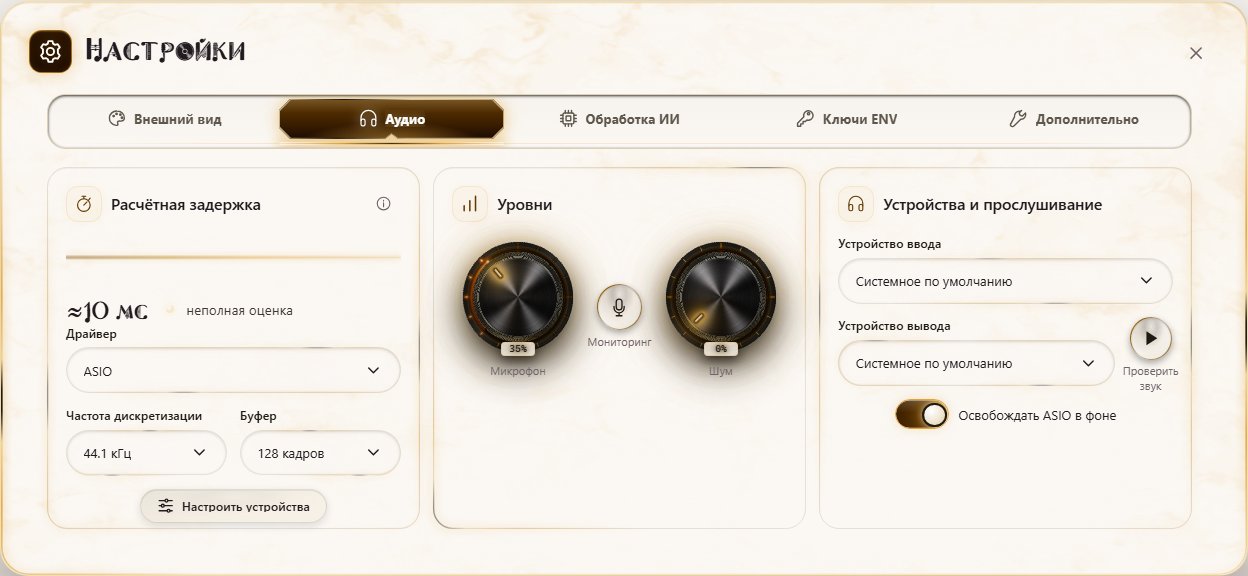 Настройки
Внешний вид
Аудио
Обработка ИИ
Ключи ENV
Дополнительно
Расчётная задержка
≈10 мс
неполная оценка
Драйвер
ASIO
Частота дискретизации
Буфер
44.1 кГц
128 кадров
Настроить устройства
Уровни
35%
Микрофон
Мониторинг
0%
Шум
Устройства и прослушивание
Устройство ввода
Системное по умолчанию
Устройство вывода
Системное по умолчанию
Проверить
звук
Освобождать ASIO в фоне